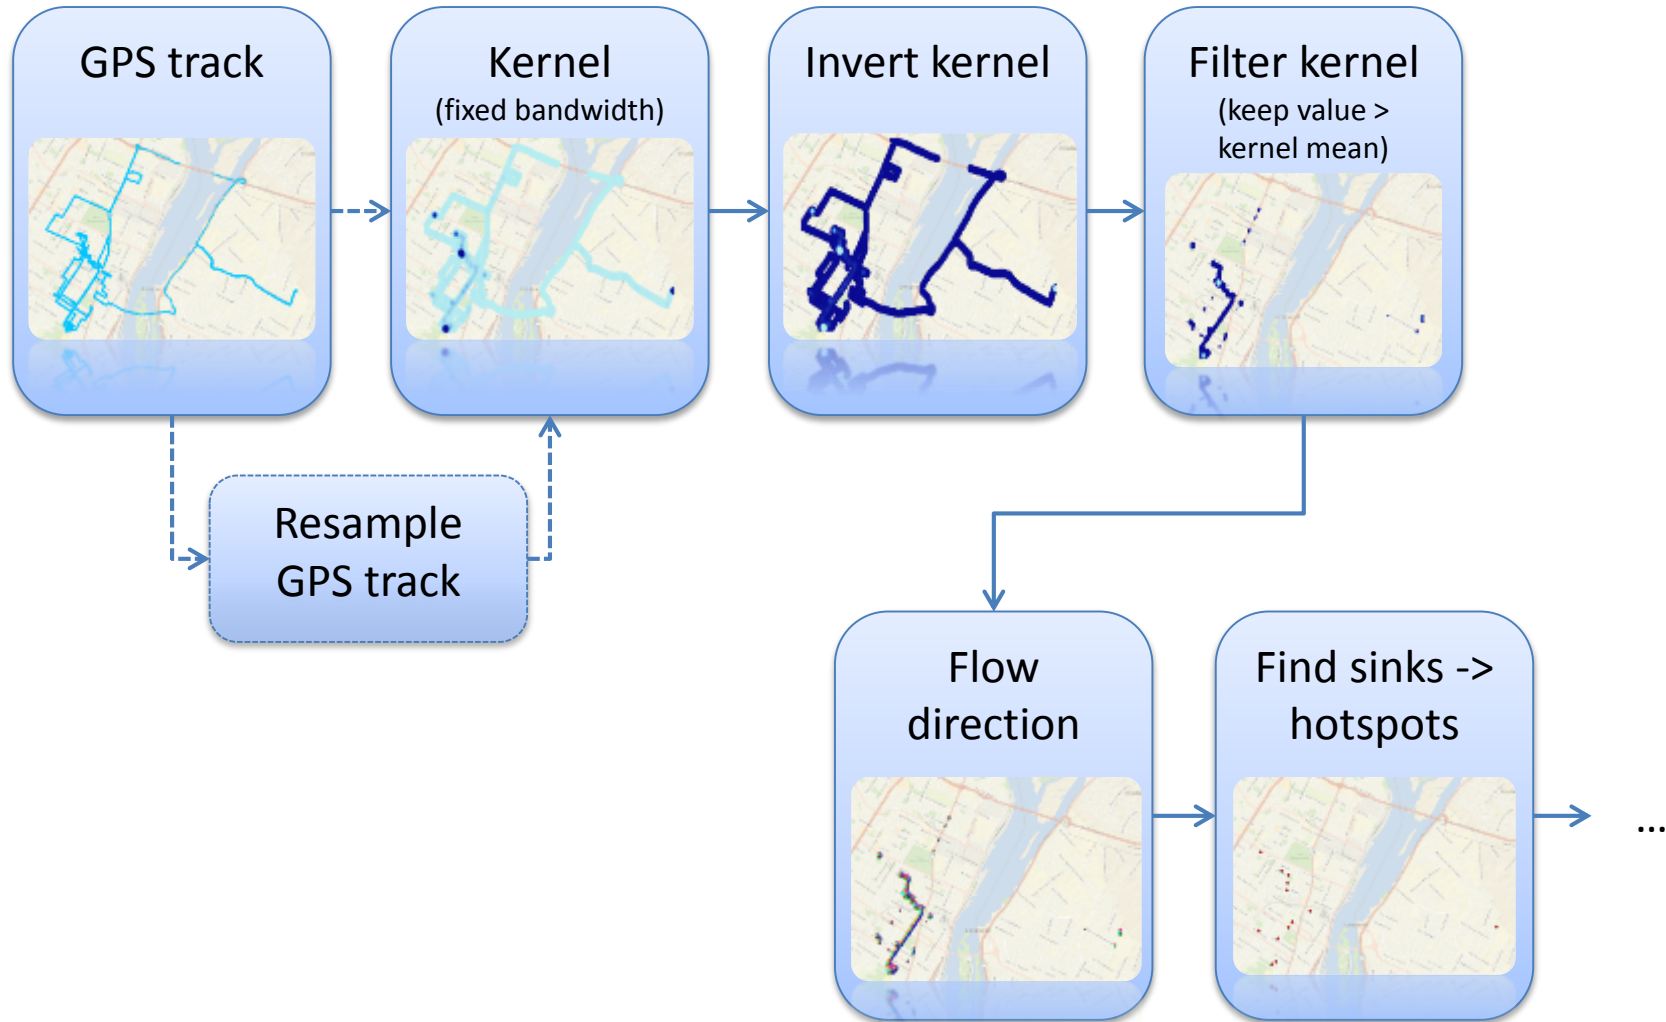 GPS track
Kernel
(fixed bandwidth)
Invert kernel
Filter kernel
(keep value >
kernel mean)
Resample
GPS track
Flow
direction
Find sinks ->
hotspots
...